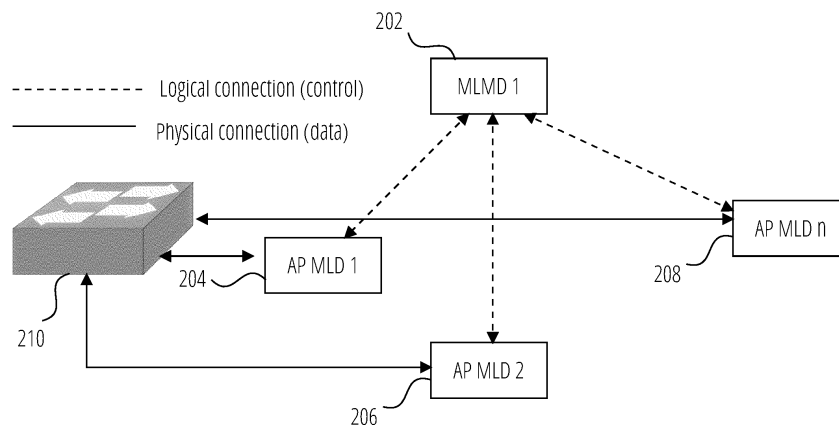 202
MLMD 1
Logical connection (control)
Physical connection (data)
AP MLD n
208
204
AP MLD 1
210
AP MLD 2
206